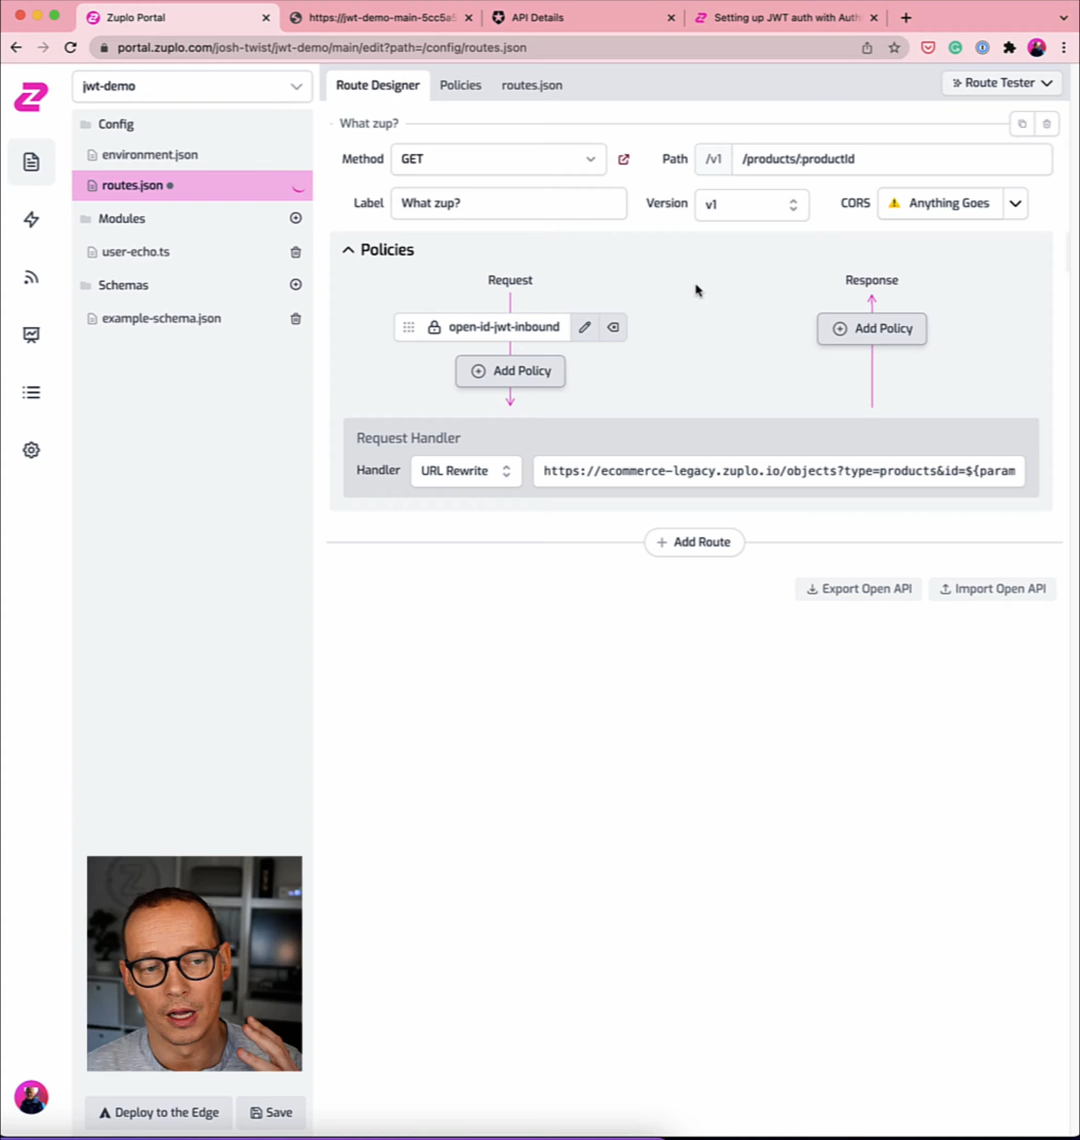 Zuplo Portal
https://jwt-demo-main-5cc5a5
API Details
Setting up JWT auth with Auth
portal.zuplo.com/josh-twist/jwt-demo/main/edit?path=/config/routes.json
jwt-demo
Route Designer
Policies
routes.json
Route Tester
Config
What zup?
environment.json
Method
GET
Path
/v1
/products/:productId
routes.json
Label
What zup?
Version
v1
CORS
Anything Goes
Modules
user-echo.ts
Policies
Schemas
Request
Response
example-schema.json
open-id-jwt-inbound
Add Policy
Add Policy
Request Handler
Handler
URL Rewrite
https://ecommerce-legacy.zuplo.io/objects?type=products&id=${param
Add Route
Export Open API
Import Open API
Deploy to the Edge
Save